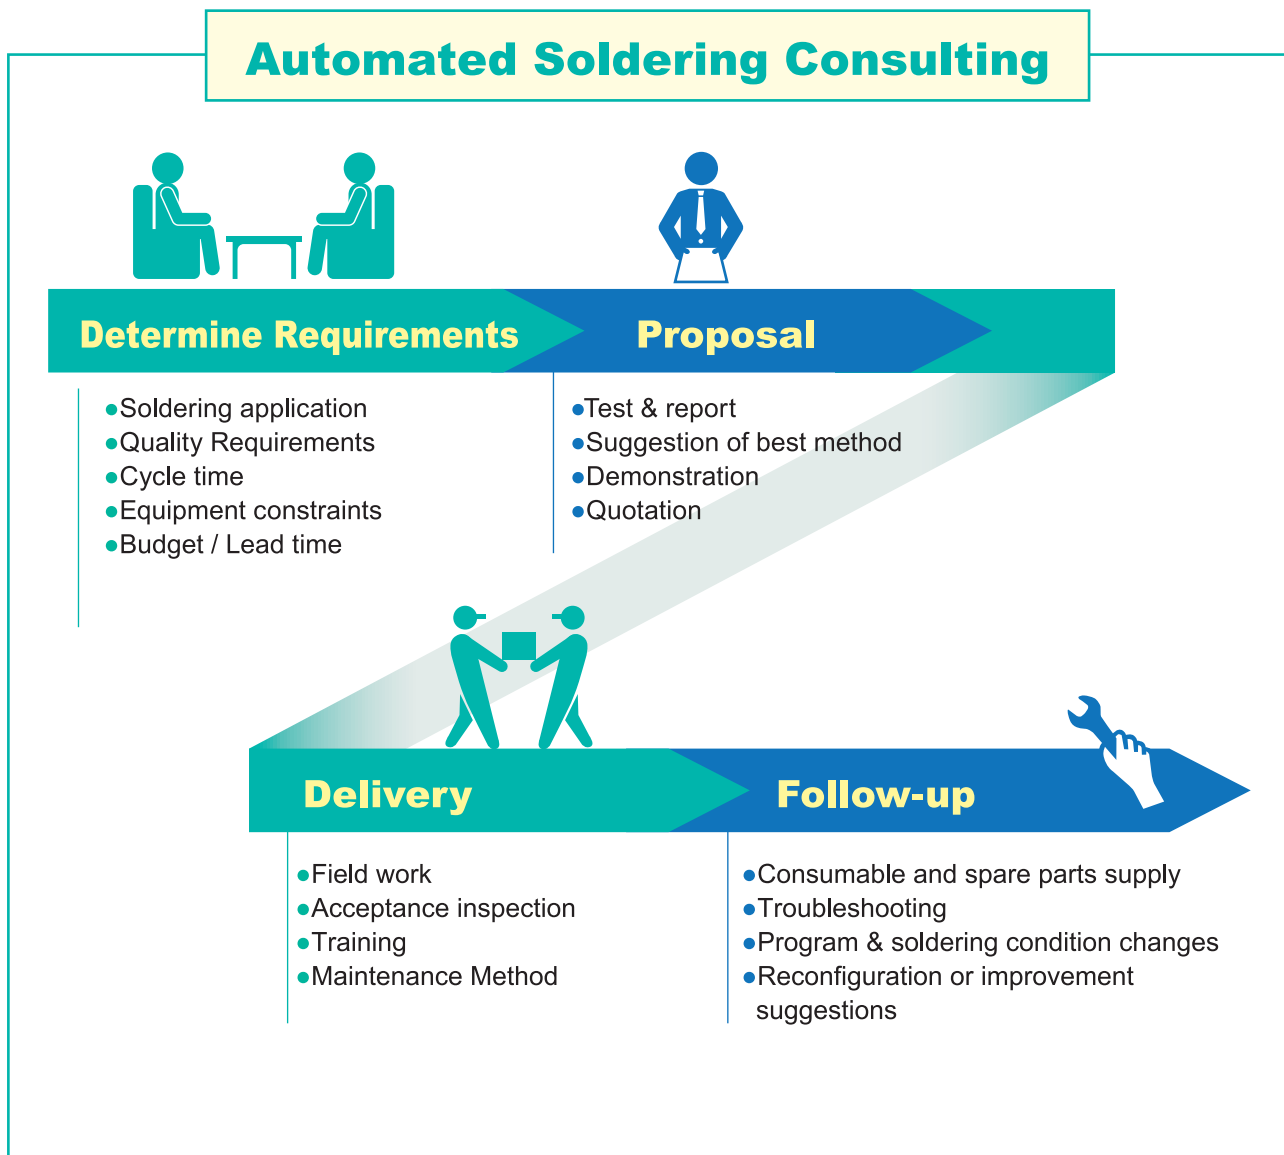 Automated Soldering Consulting
Determine Requirements
●Soldering application
●Quality Requirements
●Cycle time
●Equipment constraints
●Budget / Lead time
Proposal
●Test & report
●Suggestion of best method
●Demonstration
●Quotation
Delivery
●Field work
●Acceptance inspection
●Training
●Maintenance Method
Follow-up
●Consumable and spare parts supply
●Troubleshooting
●Program & soldering condition changes
●Reconfiguration or improvement
suggestions